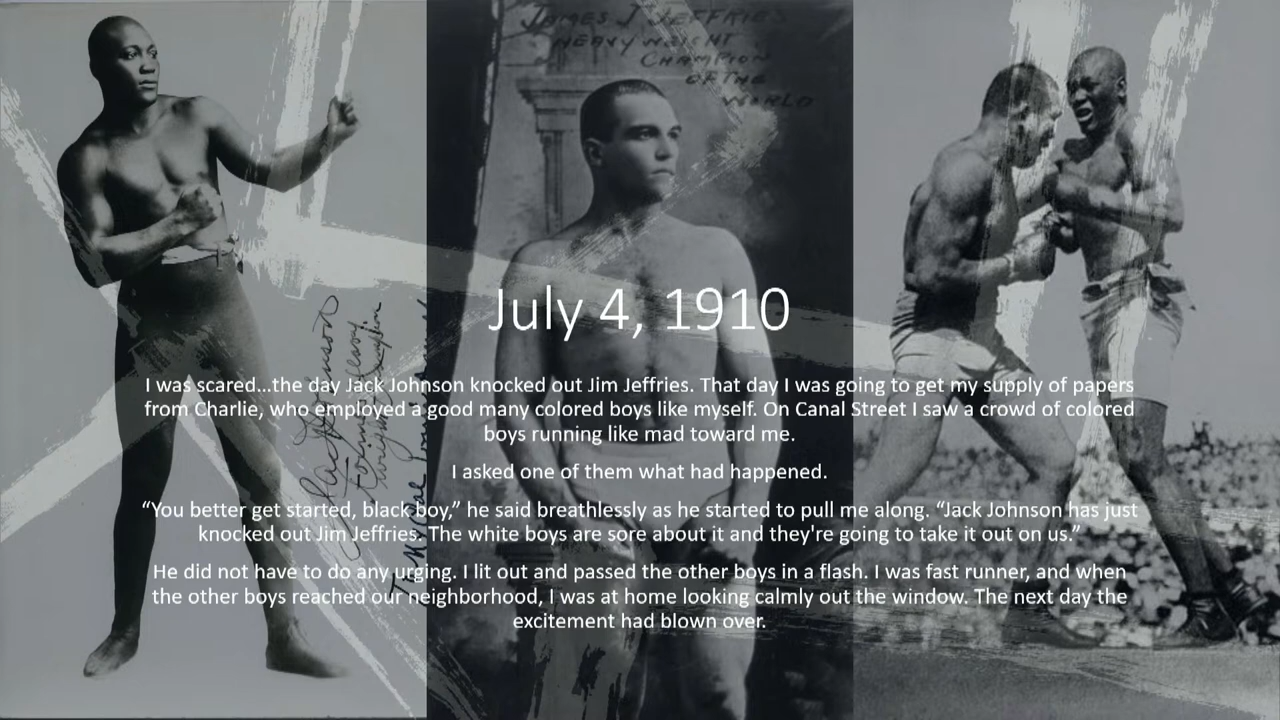 JAMES J JEFFRIES
HEAVY WEIGHT
CHAMPION
OF THE
WORLD
July 4, 1910
I was scared...the day Jack Johnson knocked out Jim Jeffries. That day I was going to get my supply of papers
from Charlie, who employed a good many colored boys like myself. On Canal Street I saw a crowd of colored
boys running like mad toward me.
I asked one of them what had happened.
“You better get started, black boy,” he said breathlessly as he started to pull me along. “Jack Johnson has just
knocked out Jim Jeffries. The white boys are sore about it and they're going to take it out on us.”
He did not have to do any urging. I lit out and passed the other boys in a flash. I was fast runner, and when
the other boys reached our neighborhood, I was at home looking calmly out the window. The next day the
excitement had blown over.
Jack Johnson